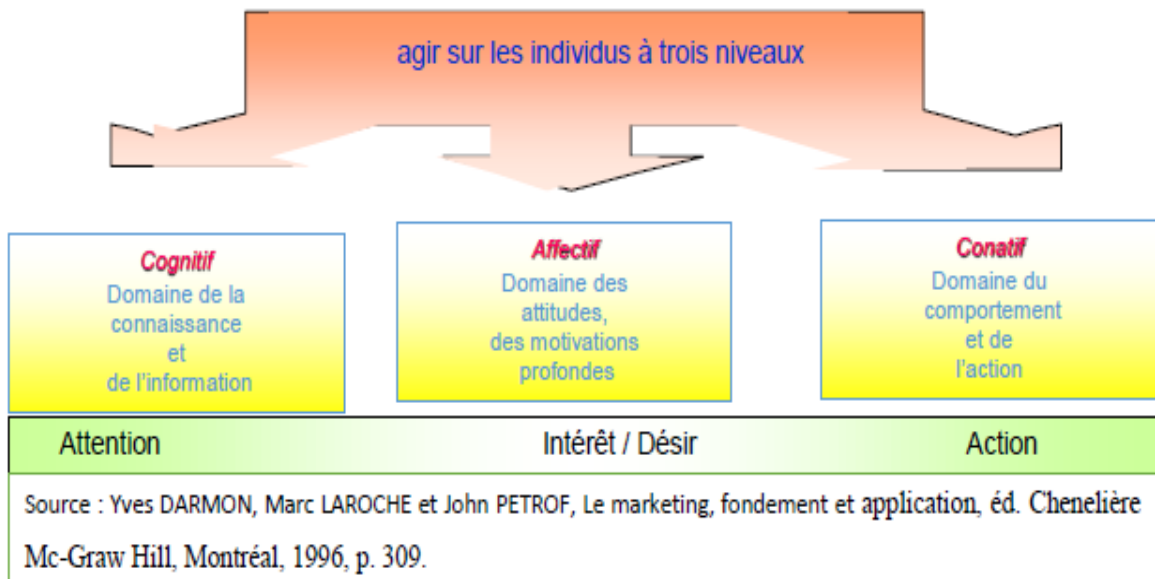 agir sur les individus à trois niveaux
Cognitif
Domaine de la
connaissance
et
de l'information
Affectif
Domaine des
attitudes,
des motivations
profondes
Conatif
Domaine du
comportement
et de
l'action
Attention
Intérêt / Désir
Action
Source : Yves DARMON, Marc LAROCHE et John PETROF, Le marketing, fondement et application, éd. Chenelière
Mc-Graw Hill, Montréal, 1996, p. 309.